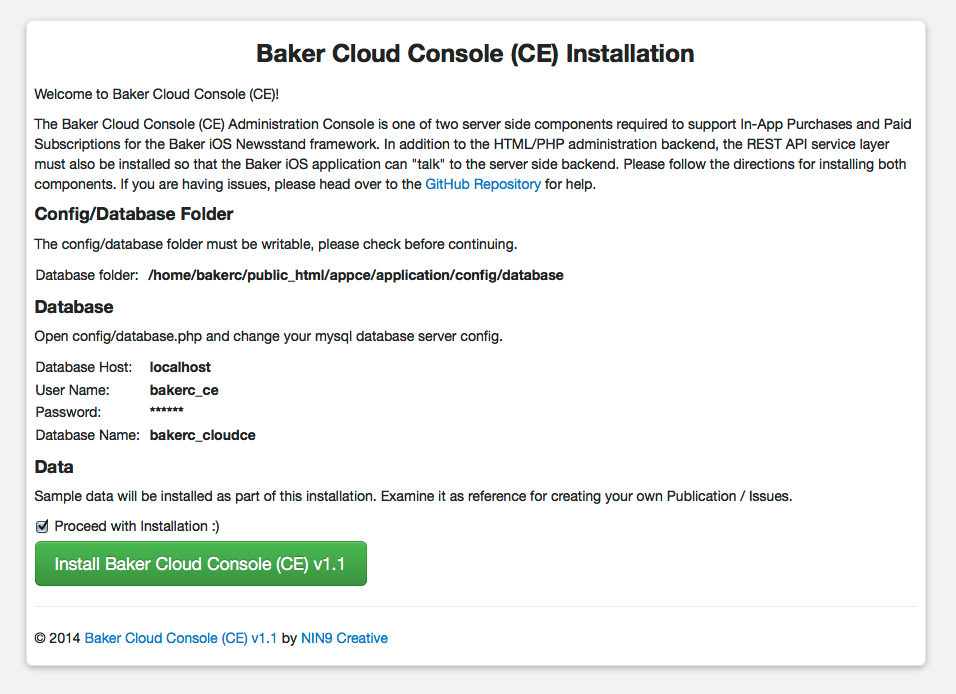 Baker Cloud Console (CE) Installation
Welcome to Baker Cloud Console (CE)!
The Baker Cloud Console (CE) Administration Console is one of two server side components required to support In-App Purchases and Paid
Subscriptions for the Baker iOS Newsstand framework. In addition to the HTML/PHP administration backend, the REST API service layer
must also be installed so that the Baker iOS application can "talk" to the server side backend. Please follow the directions for installing both
components. If you are having issues, please head over to the GitHub Repository for help.
Config/Database Folder
The config/database folder must be writable, please check before continuing.
Database folder: /home/bakerc/public_html/appce/application/config/database
Database
Open config/database.php and change your mysql database server config.
Database Host: localhost
User Name: bakerc_ce
Password: ******
Database Name: bakerc_cloudce
Data
Sample data will be installed as part of this installation. Examine it as reference for creating your own Publication / Issues.
Proceed with Installation :)
Install Baker Cloud Console (CE) v1.1
© 2014 Baker Cloud Console (CE) v1.1 by NIN9 Creative